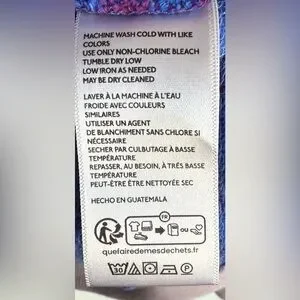 MACHINE WASH COLD WITH LIKE
COLORS
USE ONLY NON-CHLORINE BLEACH
TUMBLE DRY LOW
LOW IRON AS NEEDED
MAY BE DRY CLEANED
LAVER À LA MACHINE À L'EAU
FROIDE AVEC COULEURS
SIMILAIRES
UTILISER UN AGENT
DE BLANCHIMENT SANS CHLORE SI
NÉCESSAIRE
SECHER PAR CULBUTAGE À BASSE
TEMPÉRATURE
REPASSER, AU BESOIN, À TRÈS BASSE
TEMPÉRATURE
PEUT-ÊTRE ÊTRE NETTOYÉE SEC
HECHO EN GUATEMALA
FR
quefairedemesdechets.fr
30
P